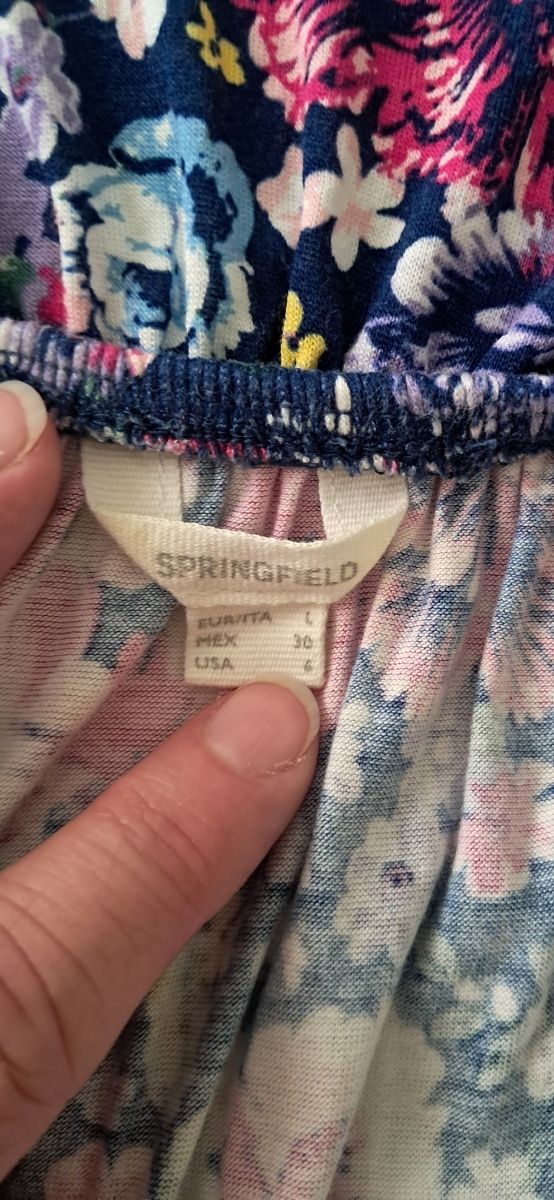 SPRINGFIELD
EUR/ITA L
MEX 30
USA 6